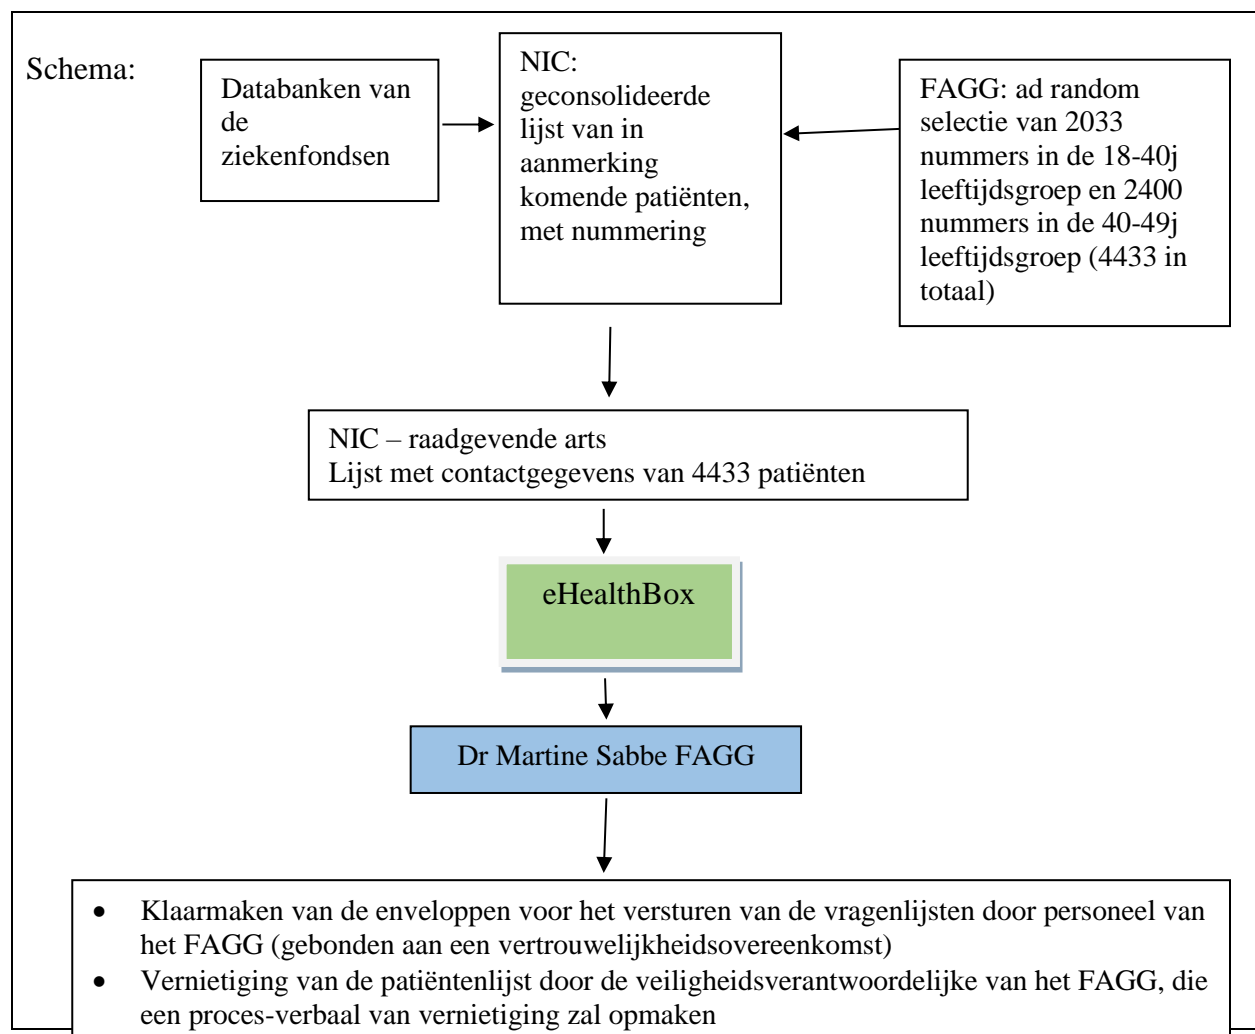 Schema:
Databanken van
de
ziekenfondsen
NIC:
geconsolideerde
lijst van in
aanmerking
komende patiënten,
met nummering
FAGG: ad random
selectie van 2033
nummers in de 18-40j
leeftijdsgroep en 2400
nummers in de 40-49j
leeftijdsgroep (4433 in
totaal)
NIC – raadgevende arts
Lijst met contactgegevens van 4433 patiënten
eHealthBox
Dr Martine Sabbe FAGG
• Klaarmaken van de enveloppen voor het versturen van de vragenlijsten door personeel van
het FAGG (gebonden aan een vertrouwelijkheidsovereenkomst)
• Vernietiging van de patiëntenlijst door de veiligheidsverantwoordelijke van het FAGG, die
een proces-verbaal van vernietiging zal opmaken